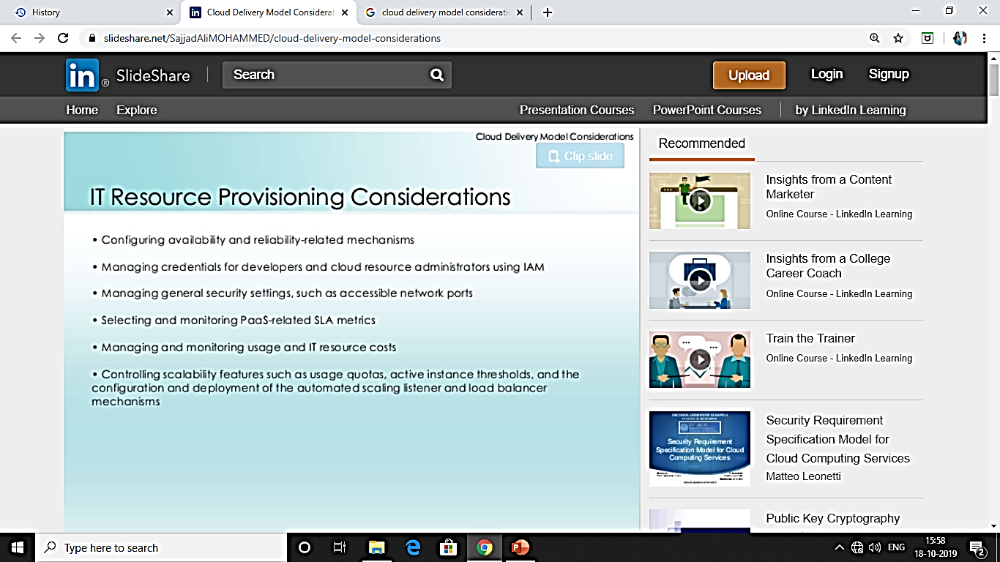 History
Cloud Delivery Model Considerat
cloud delivery model consideratio
slideshare.net/SajjadAliMOHAMMED/cloud-delivery-model-considerations
in ® SlideShare
Search
Upload
Login
Signup
Home
Explore
Presentation Courses
PowerPoint Courses
by LinkedIn Learning
Cloud Delivery Model Considerations
Clip slide
IT Resource Provisioning Considerations
• Configuring availability and reliability-related mechanisms
• Managing credentials for developers and cloud resource administrators using IAM
• Managing general security settings, such as accessible network ports
• Selecting and monitoring PaaS-related SLA metrics
• Managing and monitoring usage and IT resource costs
• Controlling scalability features such as usage quotas, active instance thresholds, and the
configuration and deployment of the automated scaling listener and load balancer
mechanisms
Recommended
Insights from a Content
Marketer
Online Course - LinkedIn Learning
Insights from a College
Career Coach
Online Course - LinkedIn Learning
Train the Trainer
Online Course - LinkedIn Learning
SECONDA UNIVERSITÀ DI NAPOLI
Security Requirement
Specification Model for Cloud
Computing Services
Security Requirement
Specification Model for
Cloud Computing Services
Matteo Leonetti
Public Key Cryptography
Type here to search
ENG
15:58
18-10-2019
2